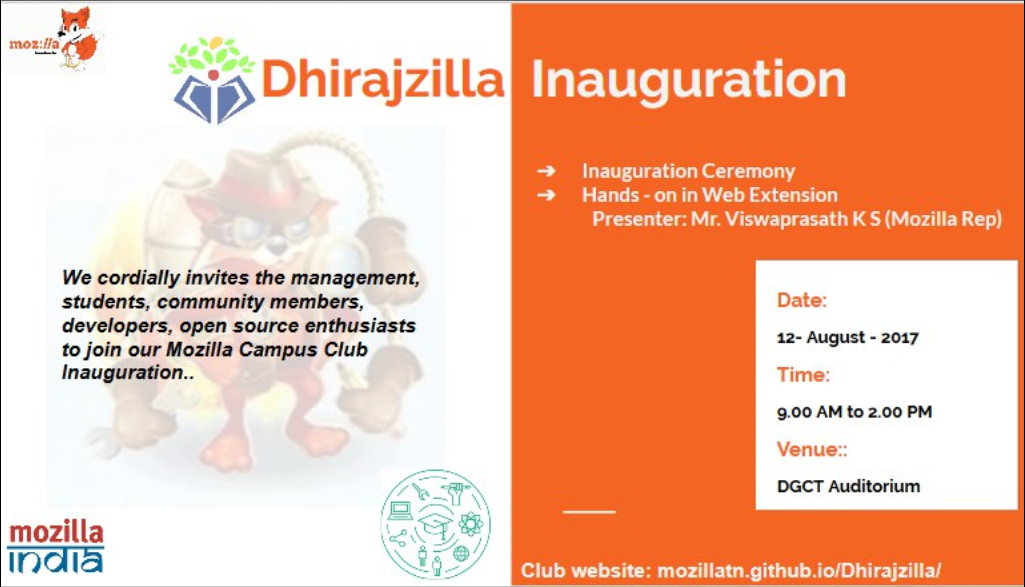 moz://a
Dhirajzilla Inauguration
We cordially invites the management,
students, community members,
developers, open source enthusiasts
to join our Mozilla Campus Club
Inauguration..
mozilla
india
➔ Inauguration Ceremony
➔ Hands - on in Web Extension
Presenter: Mr. Viswaprasath K S (Mozilla Rep)
Date:
12- August - 2017
Time:
9.00 AM to 2.00 PM
Venue::
DGCT Auditorium
Club website: mozillatn.github.io/Dhirajzilla/